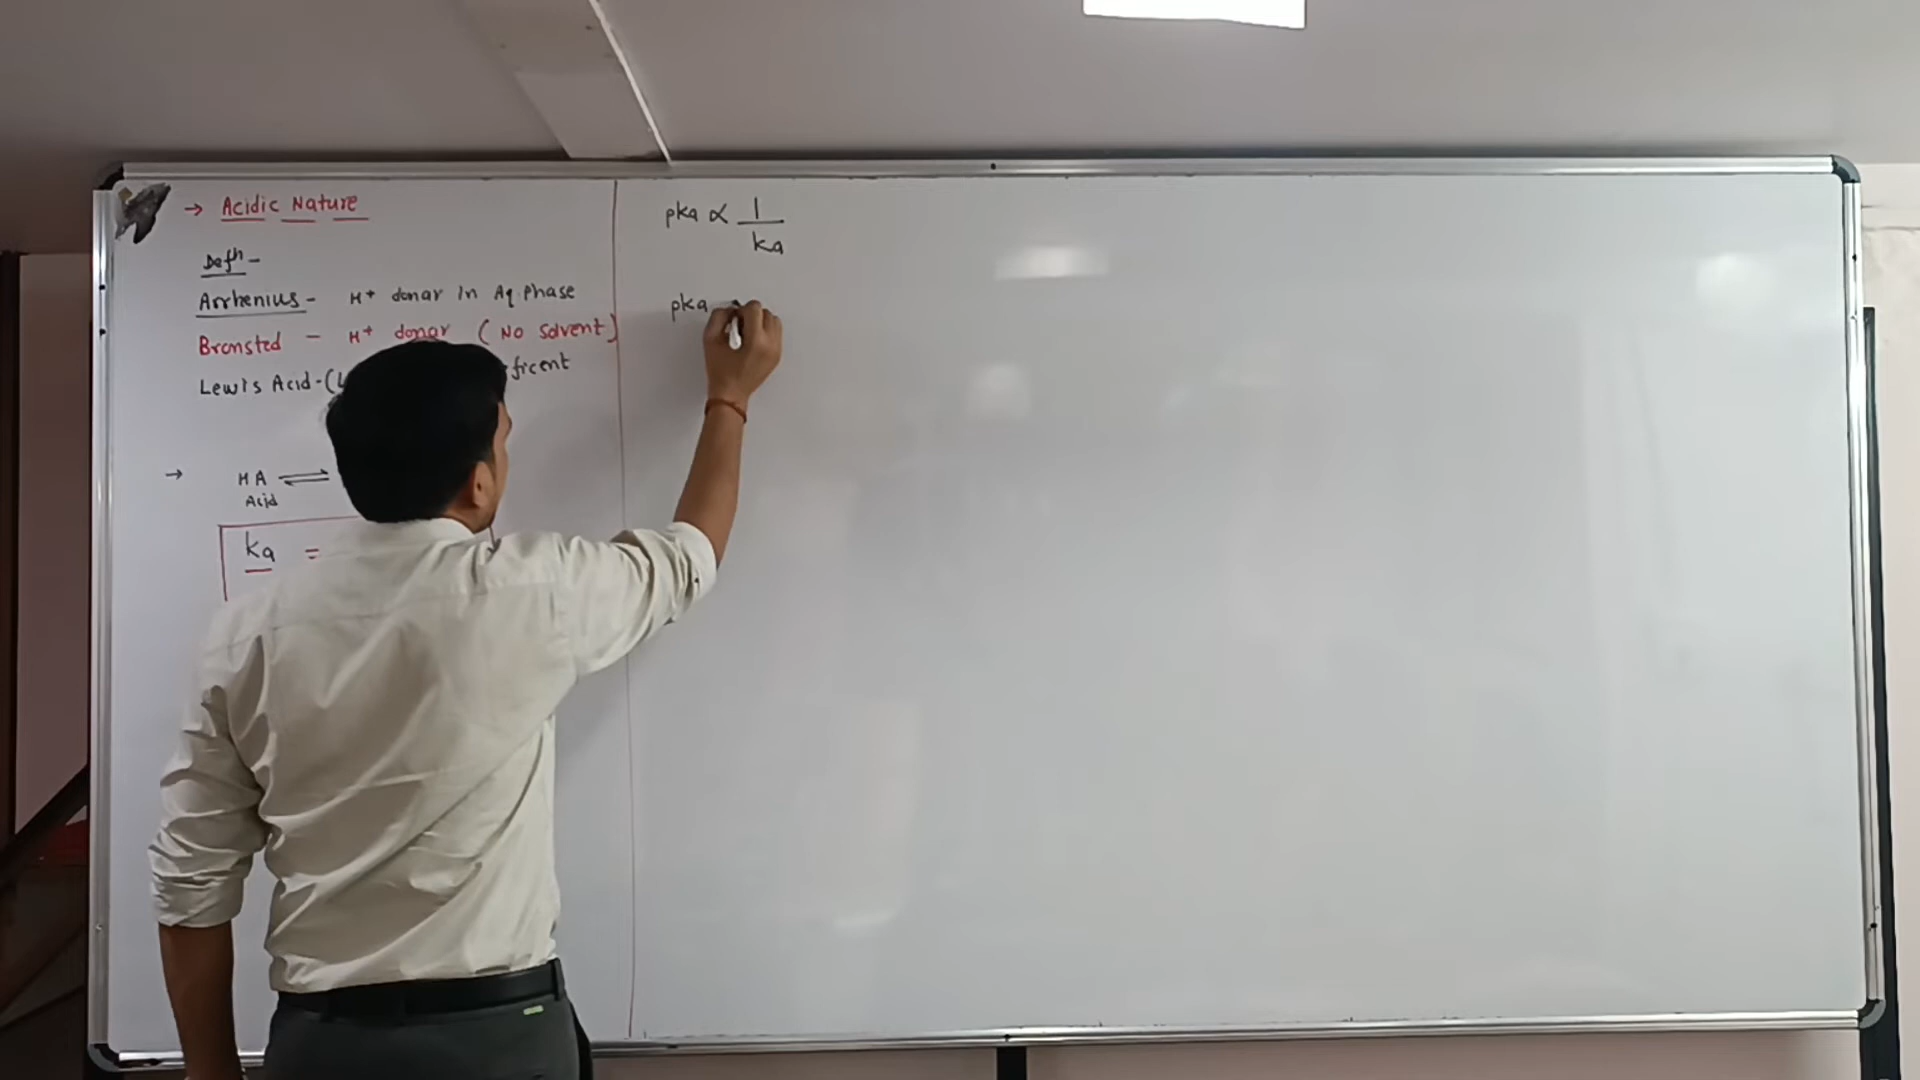 → Acidic Nature
Defn -
Arrhenius - H+ donar in Aq. Phase
Bronsted - H+ donar ( No Solvent)
Lewis Acid - (L ficent
→ HA ⇌
Acid
ka =
pka ∝ 1/ka
pka